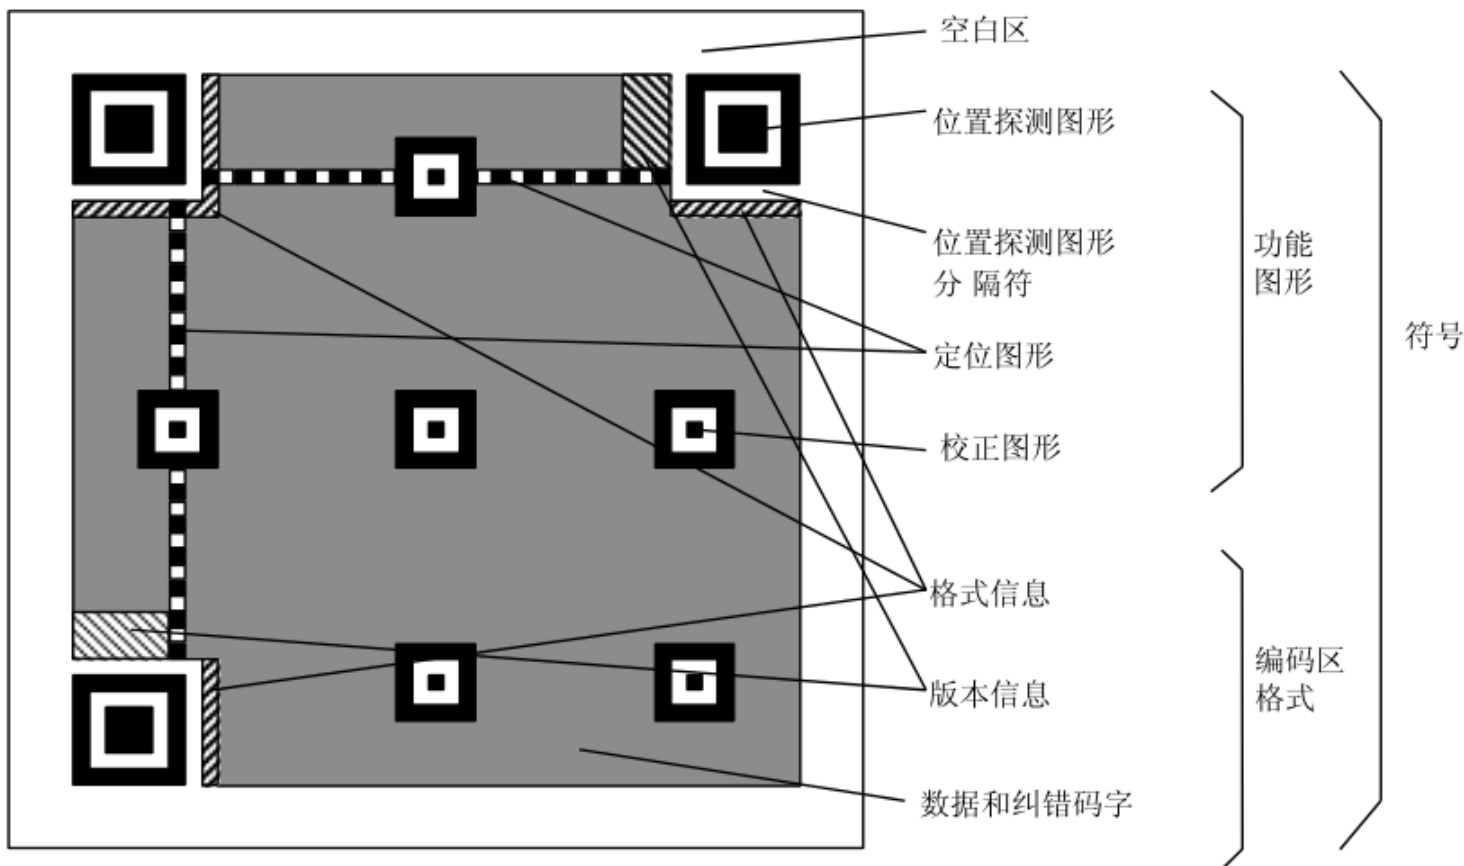 空白区
位置探测图形
位置探测图形
分 隔符
功能
图形
符号
定位图形
校正图形
格式信息
编码区
格式
版本信息
数据和纠错码字